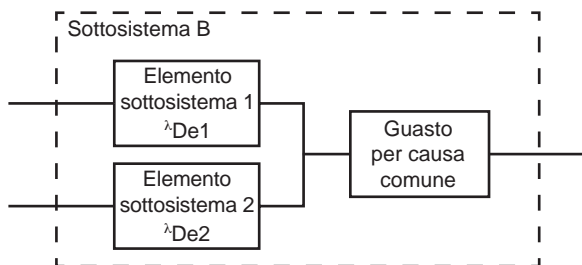 Sottosistema B
Elemento
sottosistema 1
λDe1
Guasto
per causa
comune
Elemento
sottosistema 2
λDe2